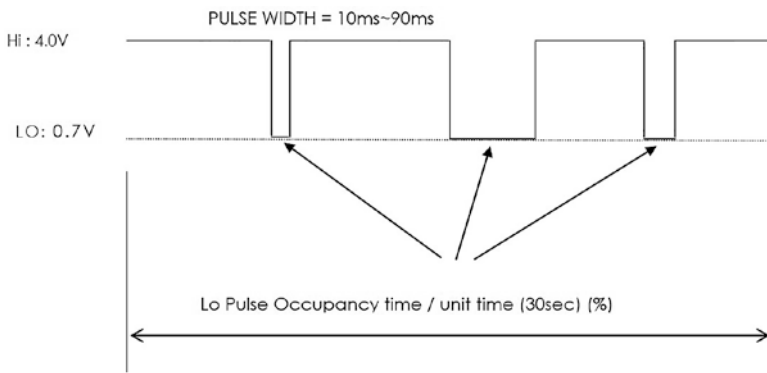 PULSE WIDTH = 10ms~90ms
Hi : 4.0V
LO: 0.7V
Lo Pulse Occupancy time / unit time (30sec) (%)